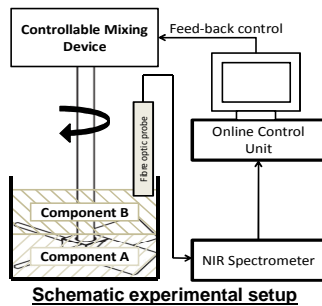 Controllable Mixing
Device
Feed-back control
Fibre optic probe
Online Control
Unit
Component B
Component A
NIR Spectrometer
Schematic experimental setup